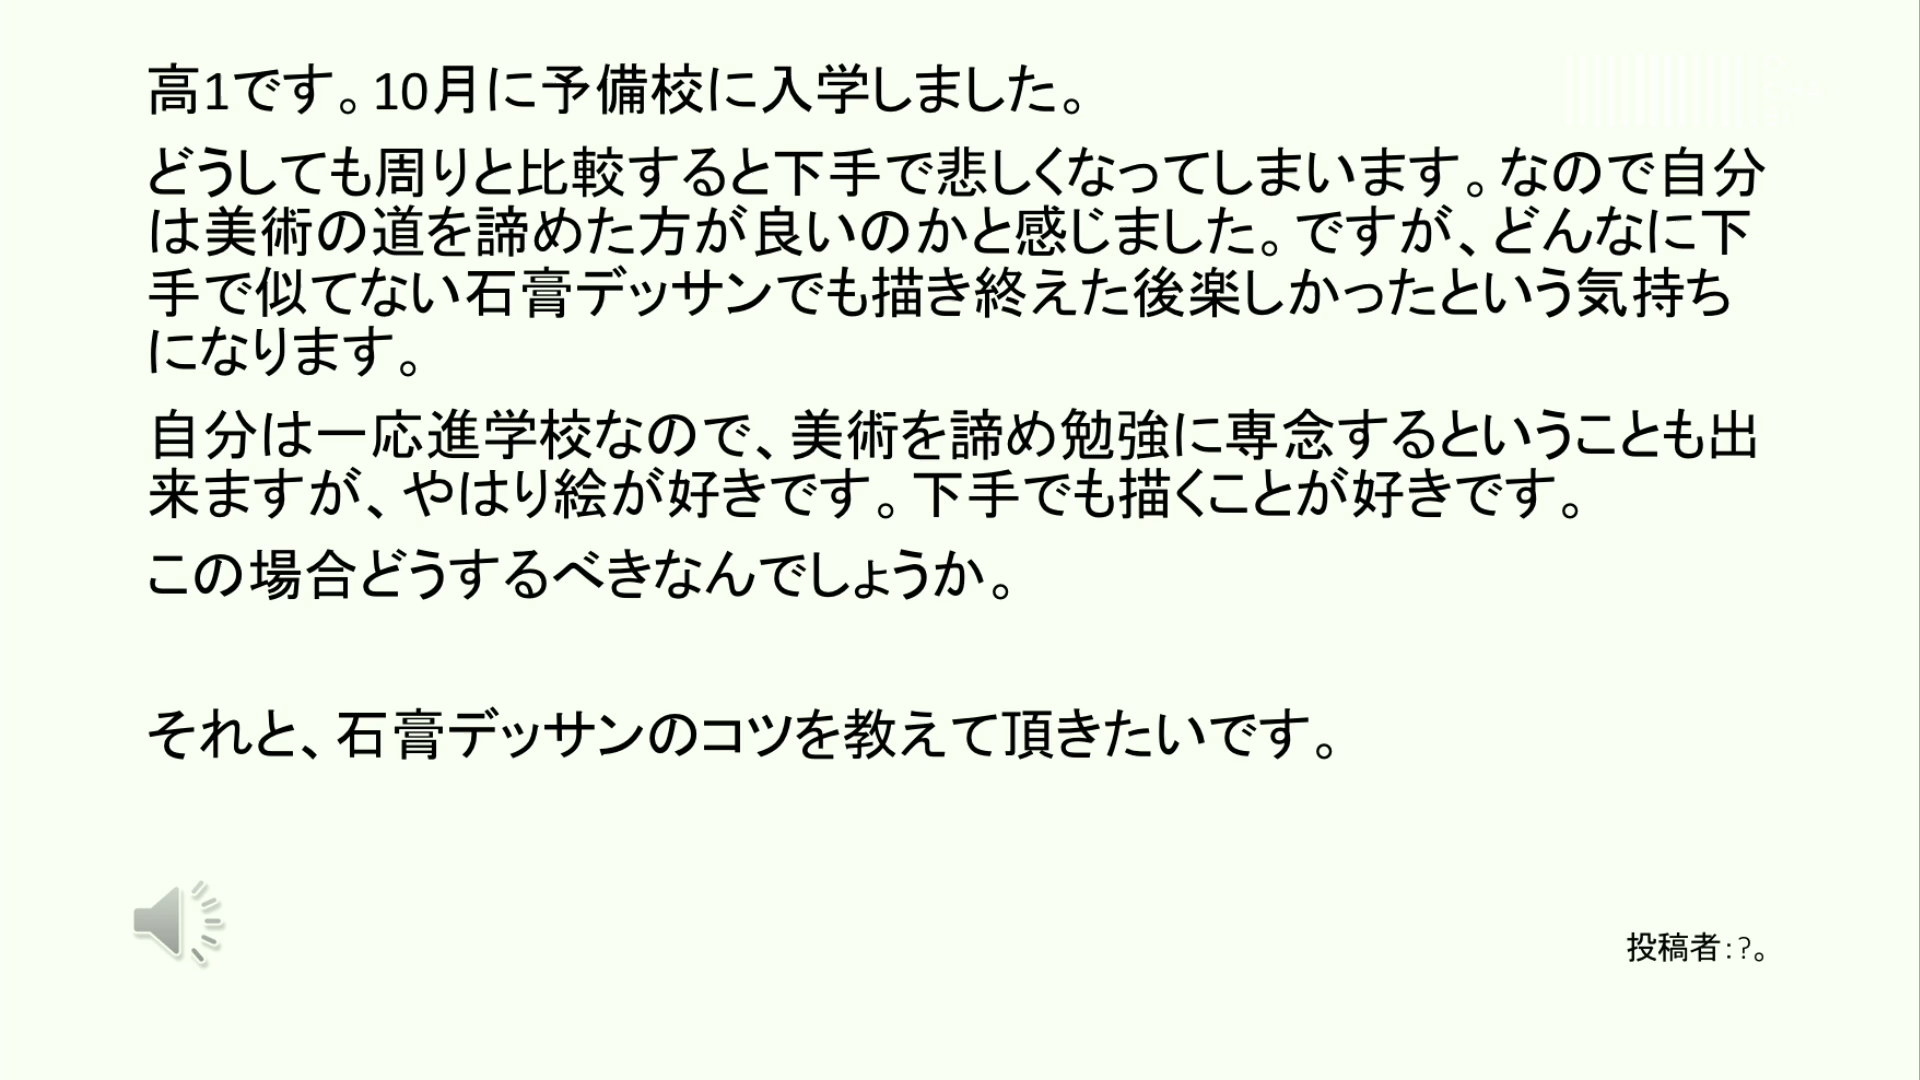 高1です。10月に予備校に入学しました。
どうしても周りと比較すると下手で悲しくなってしまいます。なので自分
は美術の道を諦めた方が良いのかと感じました。ですが、どんなに下
手で似てない石膏デッサンでも描き終えた後楽しかったという気持ち
になります。
自分は一応進学校なので、美術を諦め勉強に専念するということも出
来ますが、やはり絵が好きです。下手でも描くことが好きです。
この場合どうするべきなんでしょうか。
それと、石膏デッサンのコツを教えて頂きたいです。
投稿者：?。